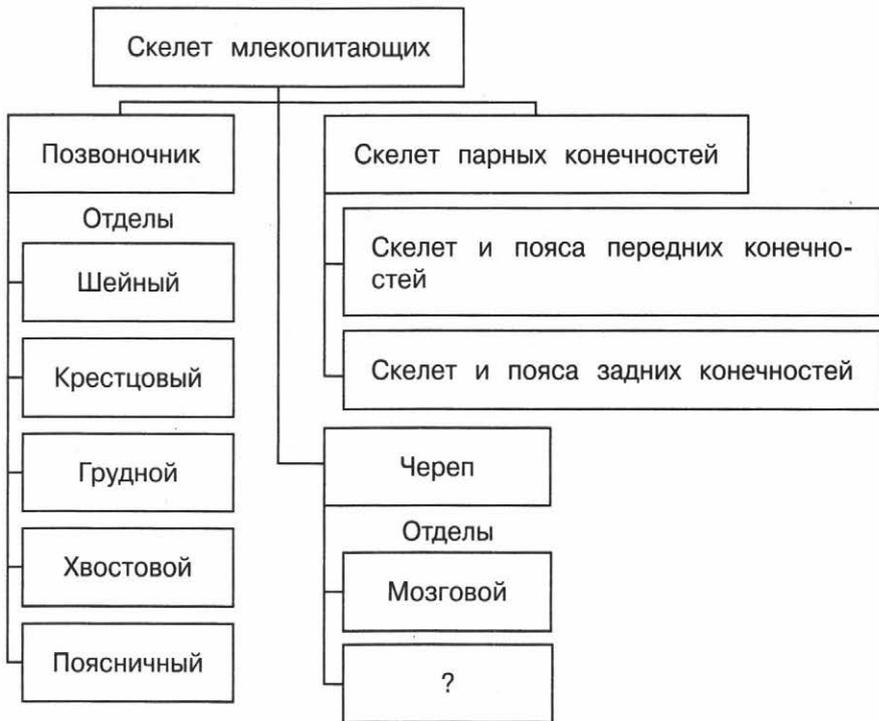 Скелет млекопитающих
Позвоночник
Отделы
Шейный
Крестцовый
Грудной
Хвостовой
Поясничный
Скелет парных конечностей
Скелет и пояса передних конечно-
стей
Скелет и пояса задних конечностей
Череп
Отделы
Мозговой
?